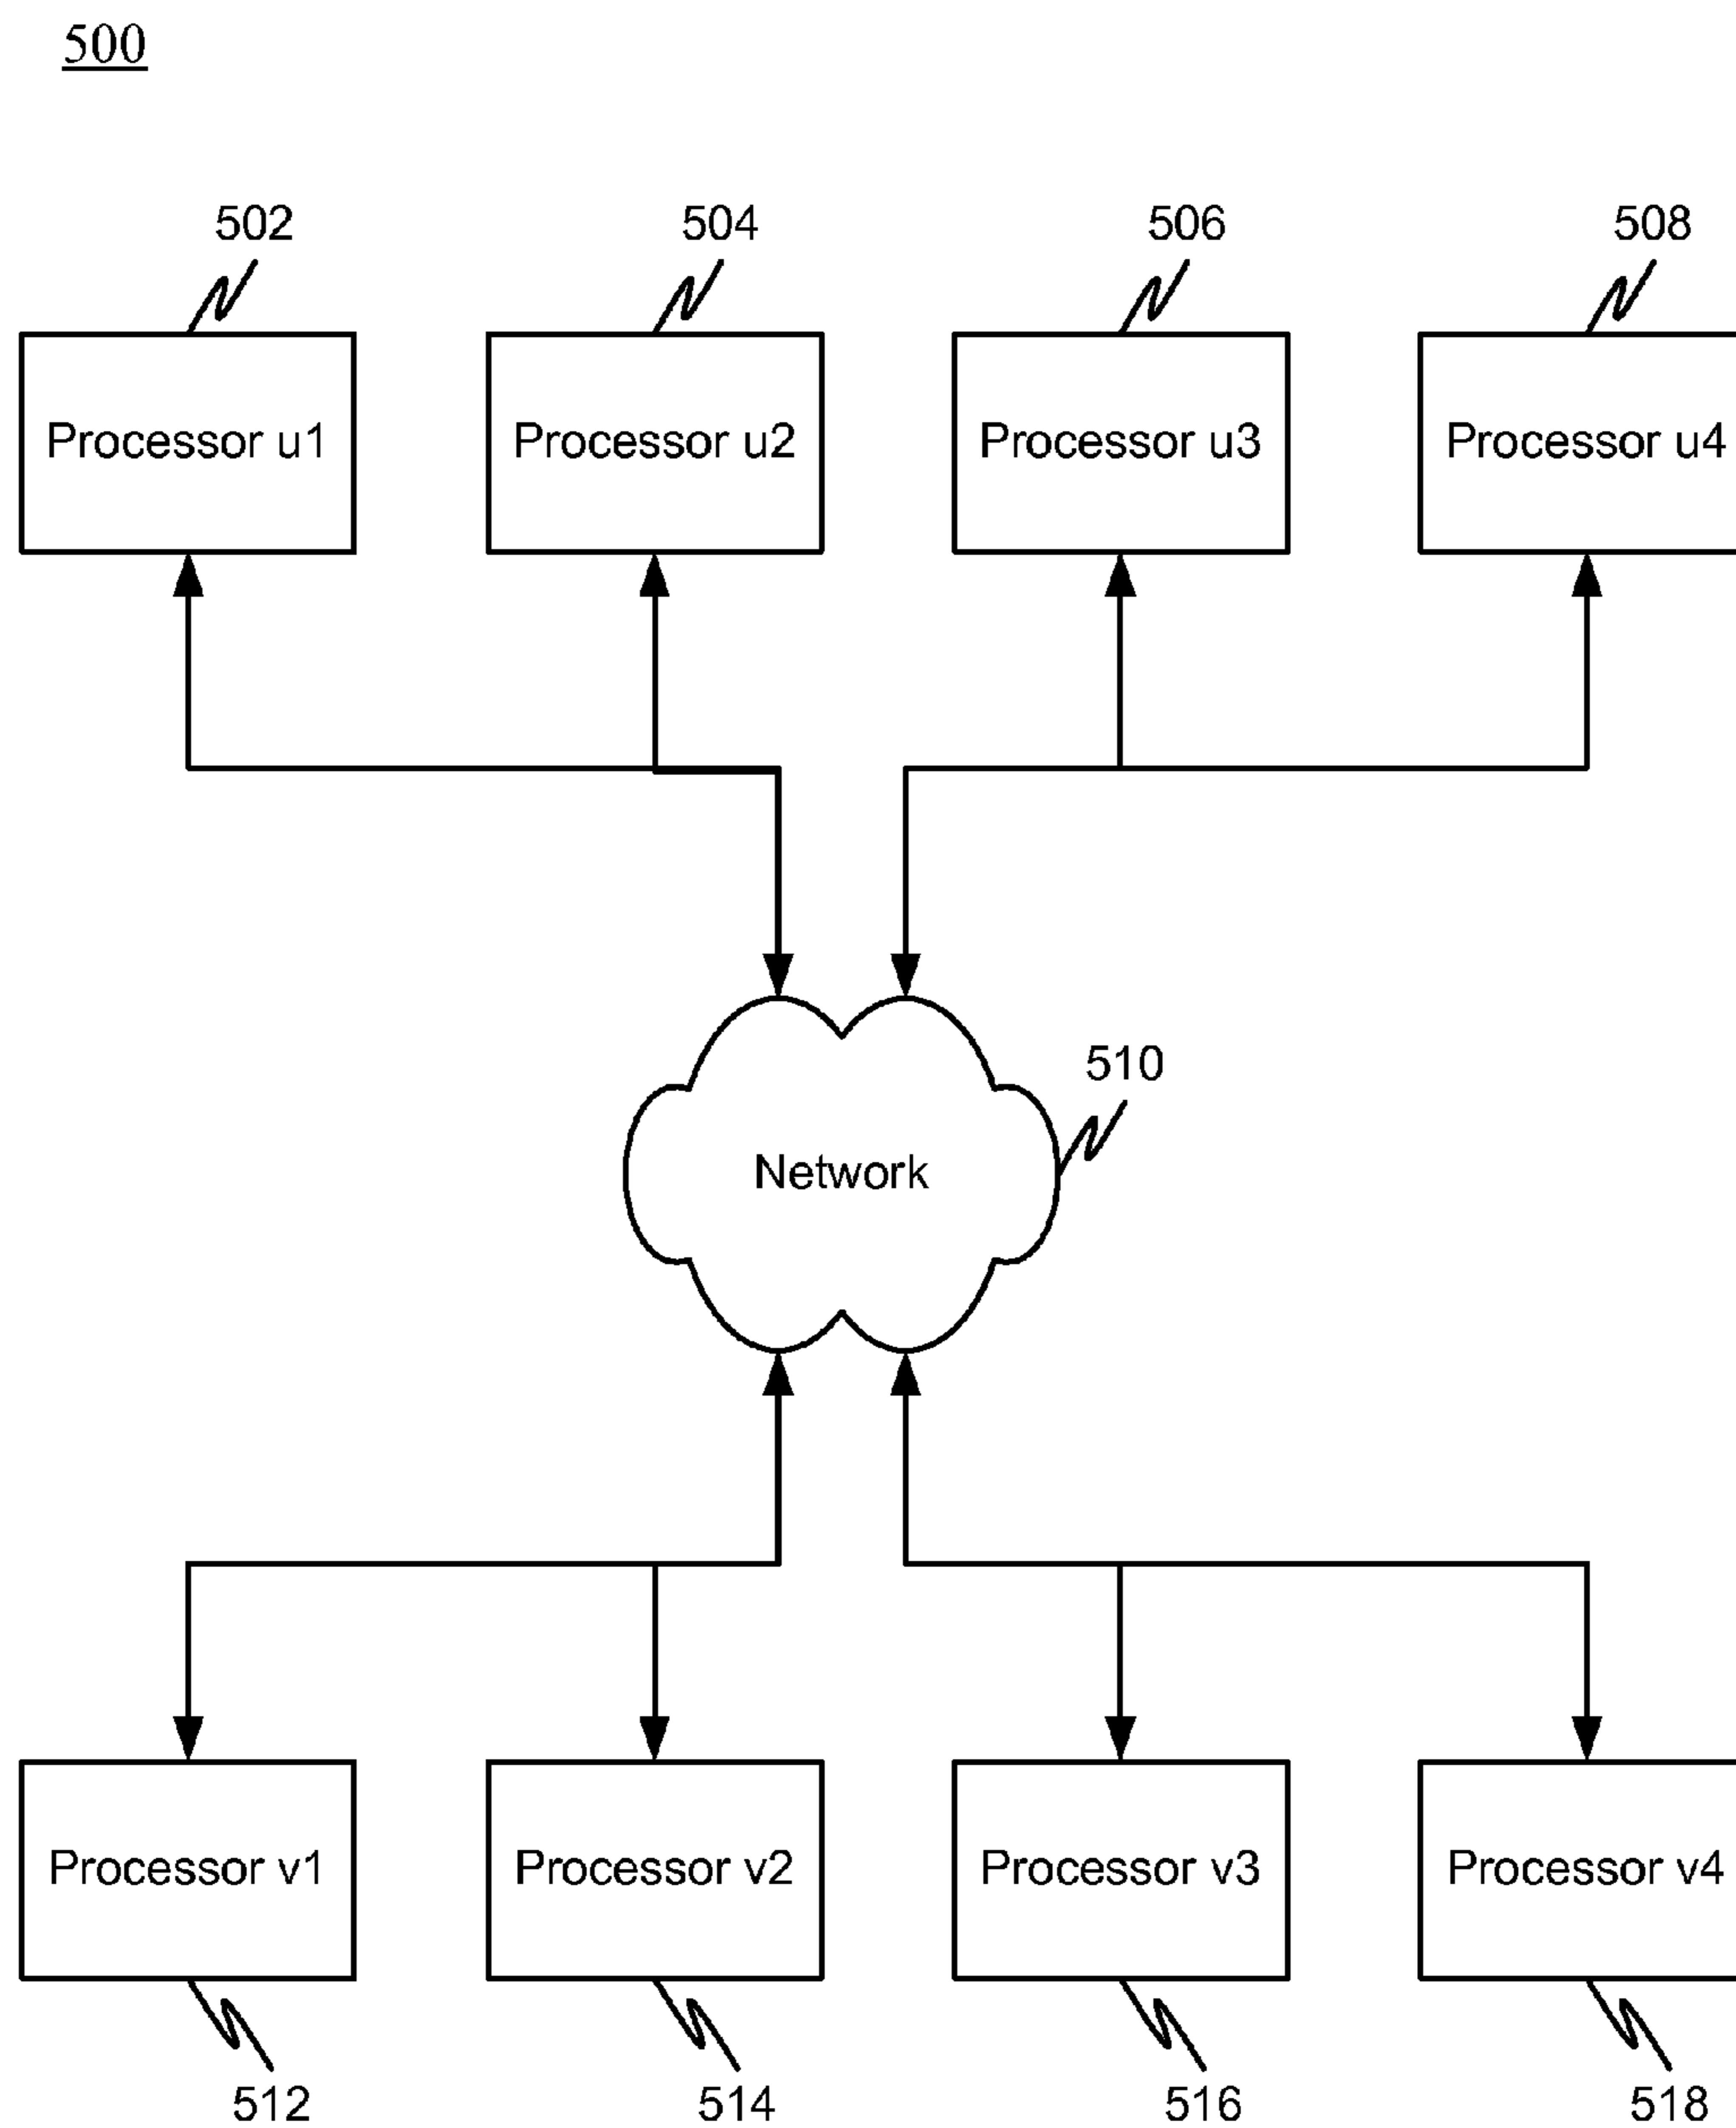 500
502 504 506 508
Processor u1 Processor u2 Processor u3 Processor u4
510
Network
Processor v1 Processor v2 Processor v3 Processor v4
512 514 516 518